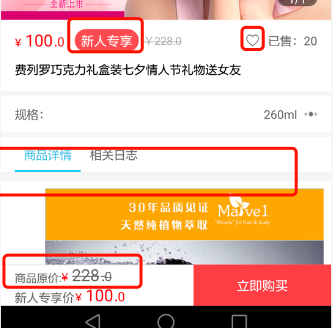 全新上市
1/1
¥ 100.0 新人专享 ¥228.0 已售：20
费列罗巧克力礼盒装七夕情人节礼物送女友
规格： 260ml
商品详情 相关日志
30年品质见证
天然纯植物萃取
Marve1
商品原价:¥ 228.0
新人专享价¥ 100.0
立即购买